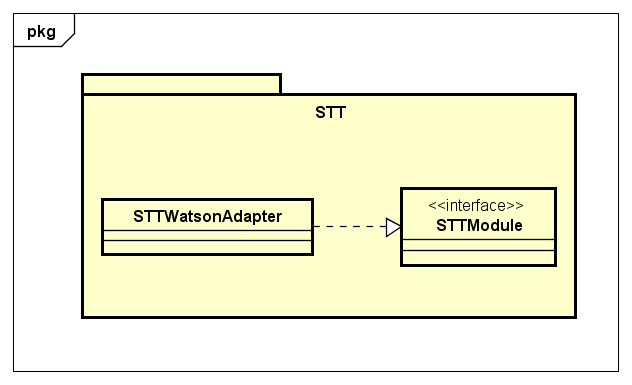 pkg
STT
STTWatsonAdapter
<<interface>>
STTModule